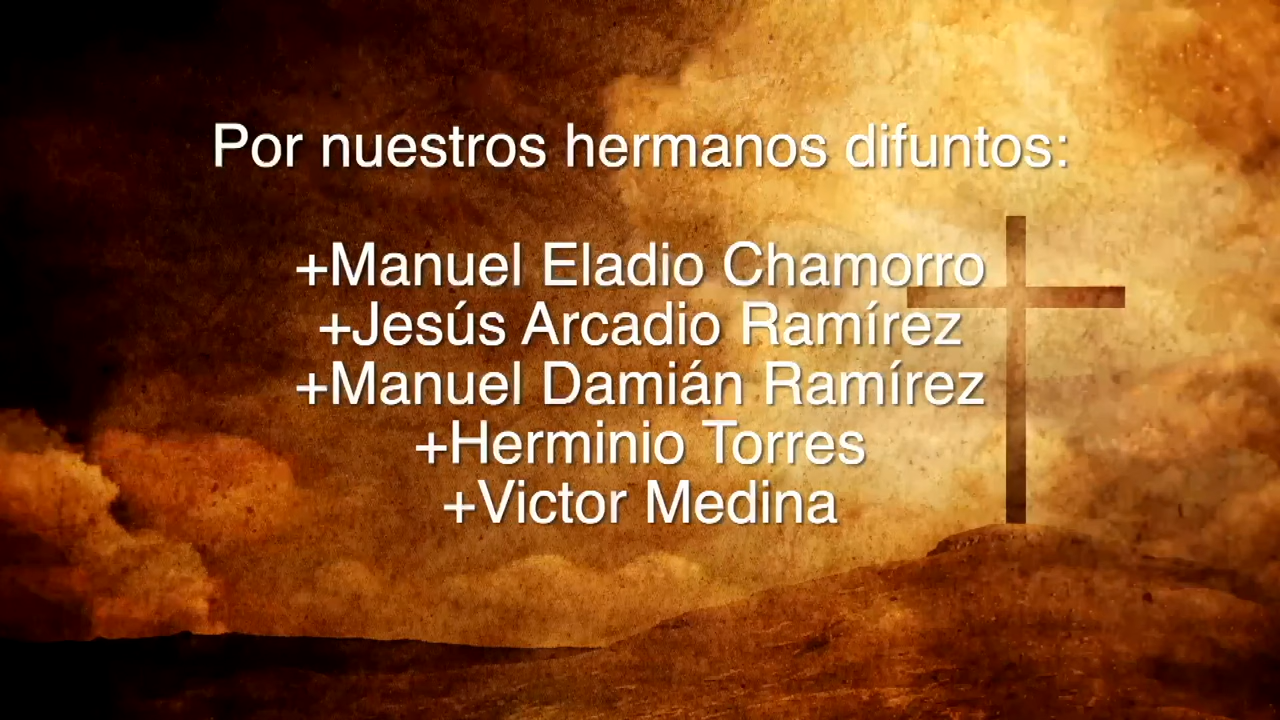 Por nuestros hermanos difuntos:
+Manuel Eladio Chamorro
+Jesús Arcadio Ramírez
+Manuel Damián Ramírez
+Herminio Torres
+Victor Medina